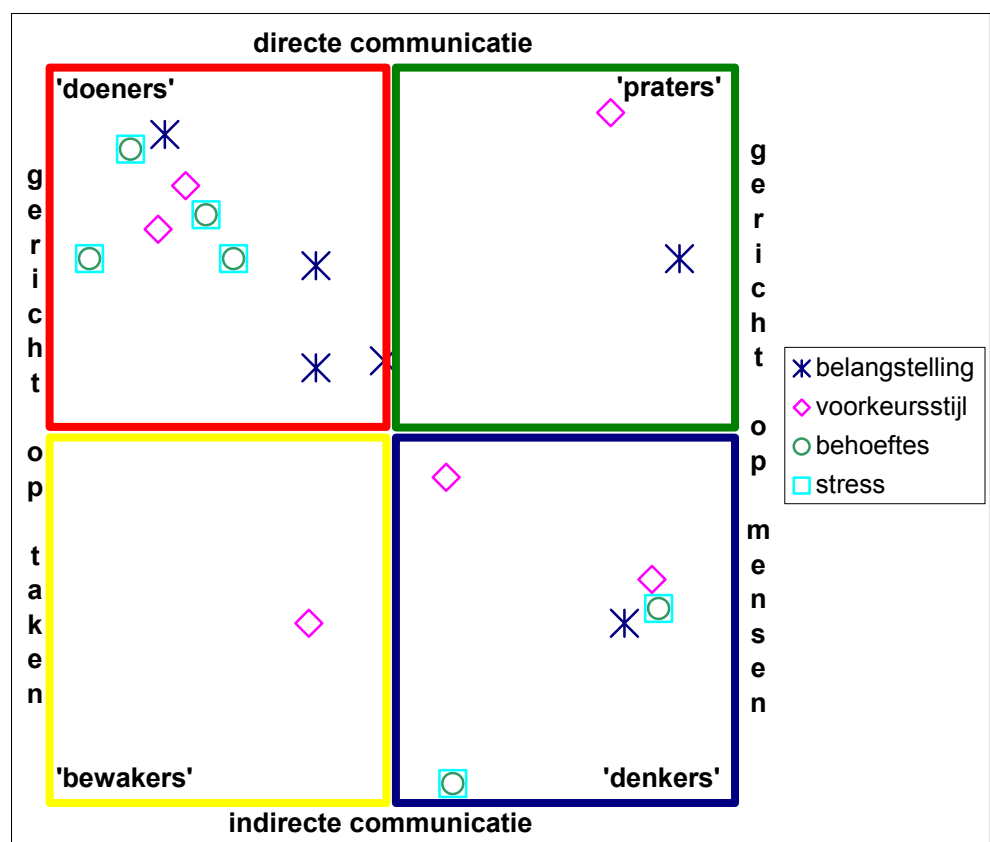 directe communicatie
'doeners'
'praters'
gericht op taken
gericht op mensen
belangstelling
voorkeursstijl
behoeftes
stress
'bewakers'
'denkers'
indirecte communicatie